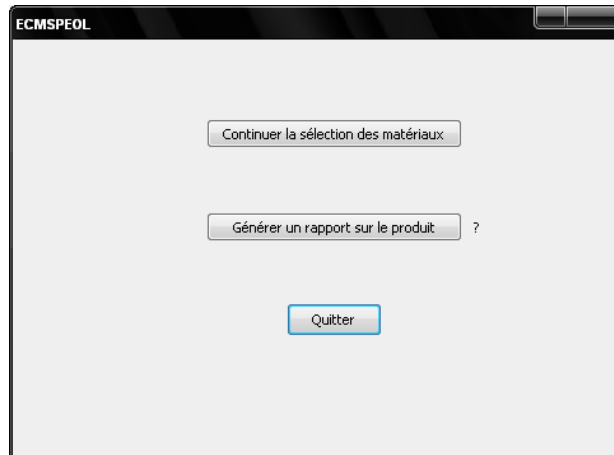 ECMSPEOL
Continuer la sélection des matériaux
Générer un rapport sur le produit ?
Quitter